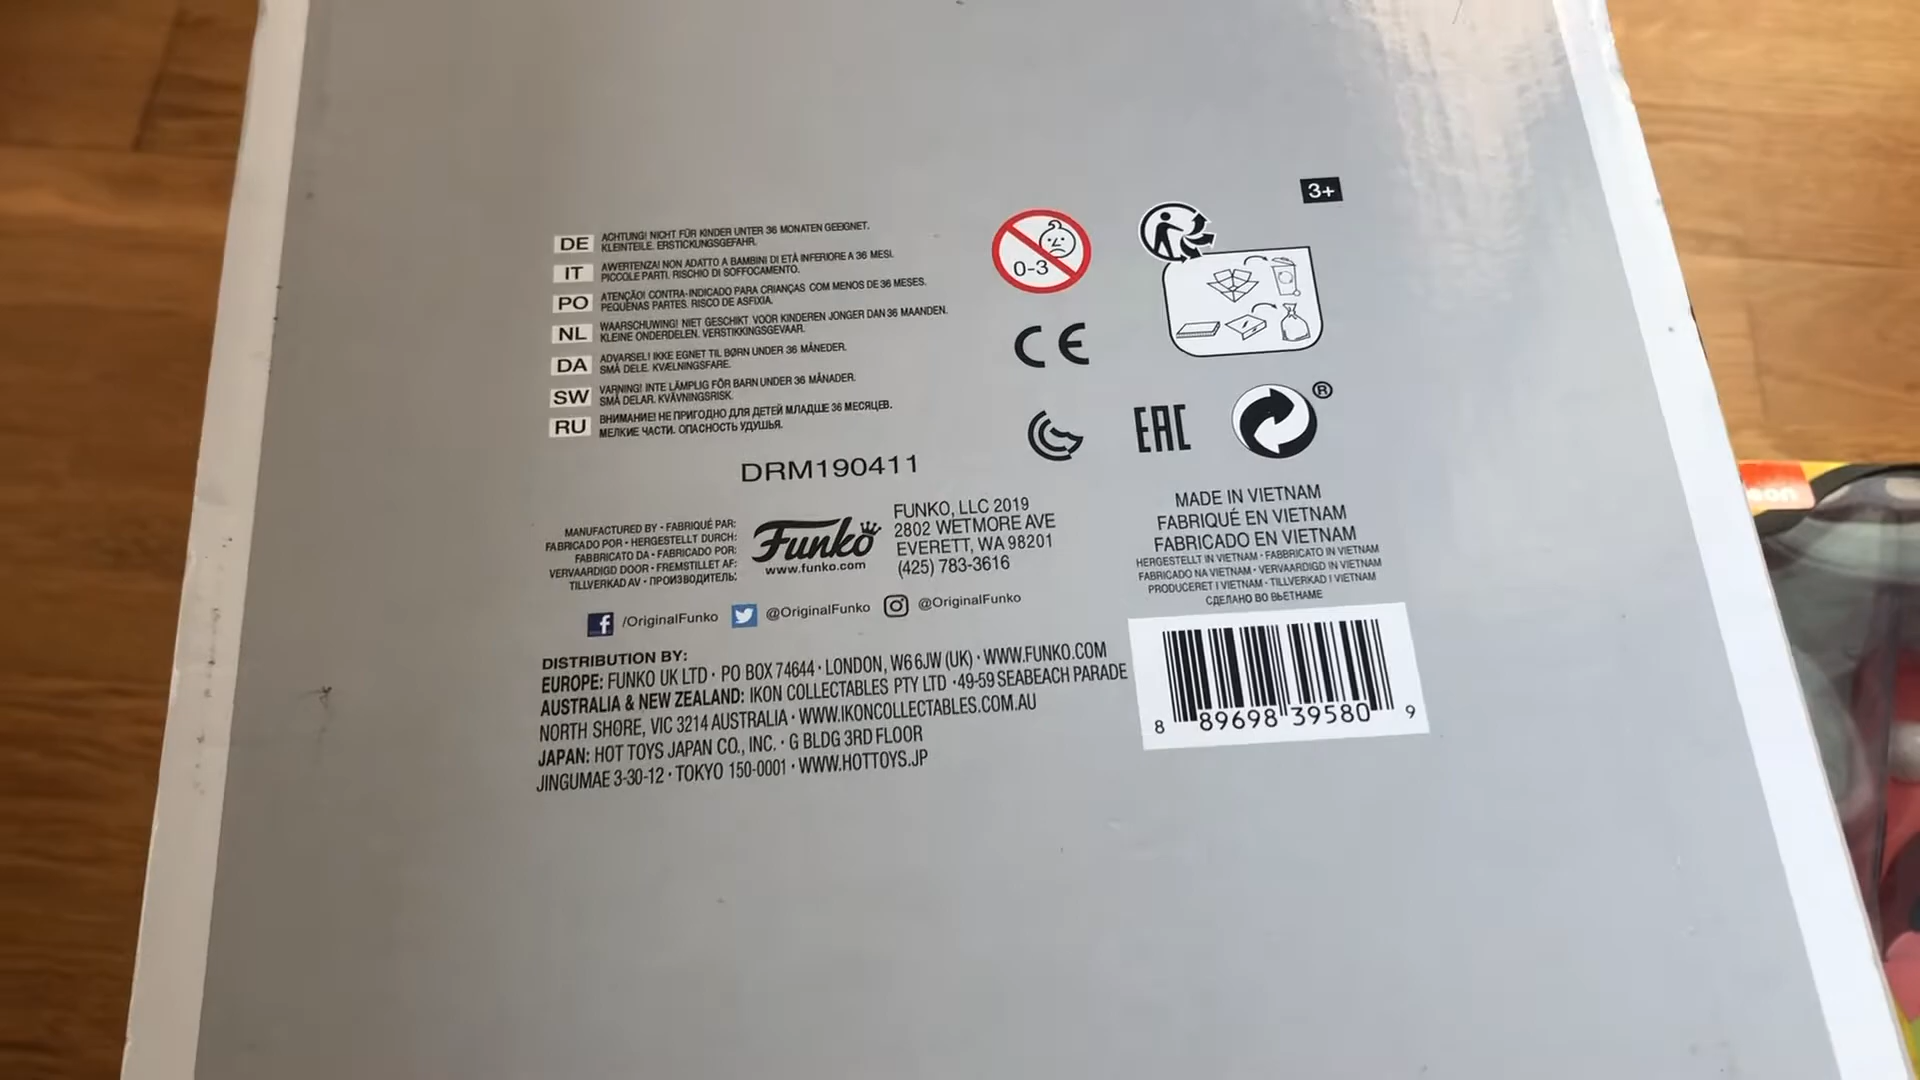 3+
DE ACHTUNG! NICHT FÜR KINDER UNTER 36 MONATEN GEEIGNET.
KLEINTEILE. ERSTICKUNGSGEFAHR.
IT AWERTENZA! NON ADATTO A BAMBINI DI ETÀ INFERIORE A 36 MESI.
PICCOLE PARTI. RISCHIO DI SOFFOCAMENTO.
PO ATENÇÃO! CONTRA-INDICADO PARA CRIANÇAS COM MENOS DE 36 MESES.
PEQUENAS PARTES. RISCO DE ASFIXIA.
NL WAARSCHUWING! NIET GESCHIKT VOOR KINDEREN JONGER DAN 36 MAANDEN.
KLEINE ONDERDELEN. VERSTIKKINGSGEVAAR.
DA ADVARSEL! IKKE EGNET TIL BØRN UNDER 36 MÅNEDER.
SMÅ DELE. KVÆLNINGSFARE.
SW VARNING! INTE LÄMPLIG FÖR BARN UNDER 36 MÅNADER.
SMÅ DELAR. KVÄVNINGSRISK.
RU ВНИМАНИЕ! НЕ ПРИГОДНО ДЛЯ ДЕТЕЙ МЛАДШЕ 36 МЕСЯЦЕВ.
МЕЛКИЕ ЧАСТИ. ОПАСНОСТЬ УДУШЬЯ.
0-3
CE
EAC
®
DRM190411
MANUFACTURED BY • FABRIQUÉ PAR:
FABRICADO POR • HERGESTELLT DURCH:
FABBRICATO DA • FABRICADO POR:
VERVAARDIGD DOOR • FREMSTILLET AF:
TILLVERKAD AV • ПРОИЗВОДИТЕЛЬ:
Funko
www.funko.com
FUNKO, LLC 2019
2802 WETMORE AVE
EVERETT, WA 98201
(425) 783-3616
MADE IN VIETNAM
FABRIQUÉ EN VIETNAM
FABRICADO EN VIETNAM
HERGESTELLT IN VIETNAM • FABBRICATO IN VIETNAM
FABRICADO NA VIETNAM • VERVAARDIGD IN VIETNAM
PRODUCERET I VIETNAM • TILLVERKAD I VIETNAM
СДЕЛАНО ВО ВЬЕТНАМЕ
/OriginalFunko @OriginalFunko @OriginalFunko
DISTRIBUTION BY:
EUROPE: FUNKO UK LTD • PO BOX 74644 • LONDON, W6 6JW (UK) • WWW.FUNKO.COM
AUSTRALIA & NEW ZEALAND: IKON COLLECTABLES PTY LTD • 49-59 SEABEACH PARADE
NORTH SHORE, VIC 3214 AUSTRALIA • WWW.IKONCOLLECTABLES.COM.AU
JAPAN: HOT TOYS JAPAN CO., INC. • G BLDG 3RD FLOOR
JINGUMAE 3-30-12 • TOKYO 150-0001 • WWW.HOTTOYS.JP
8 89698 39580 9